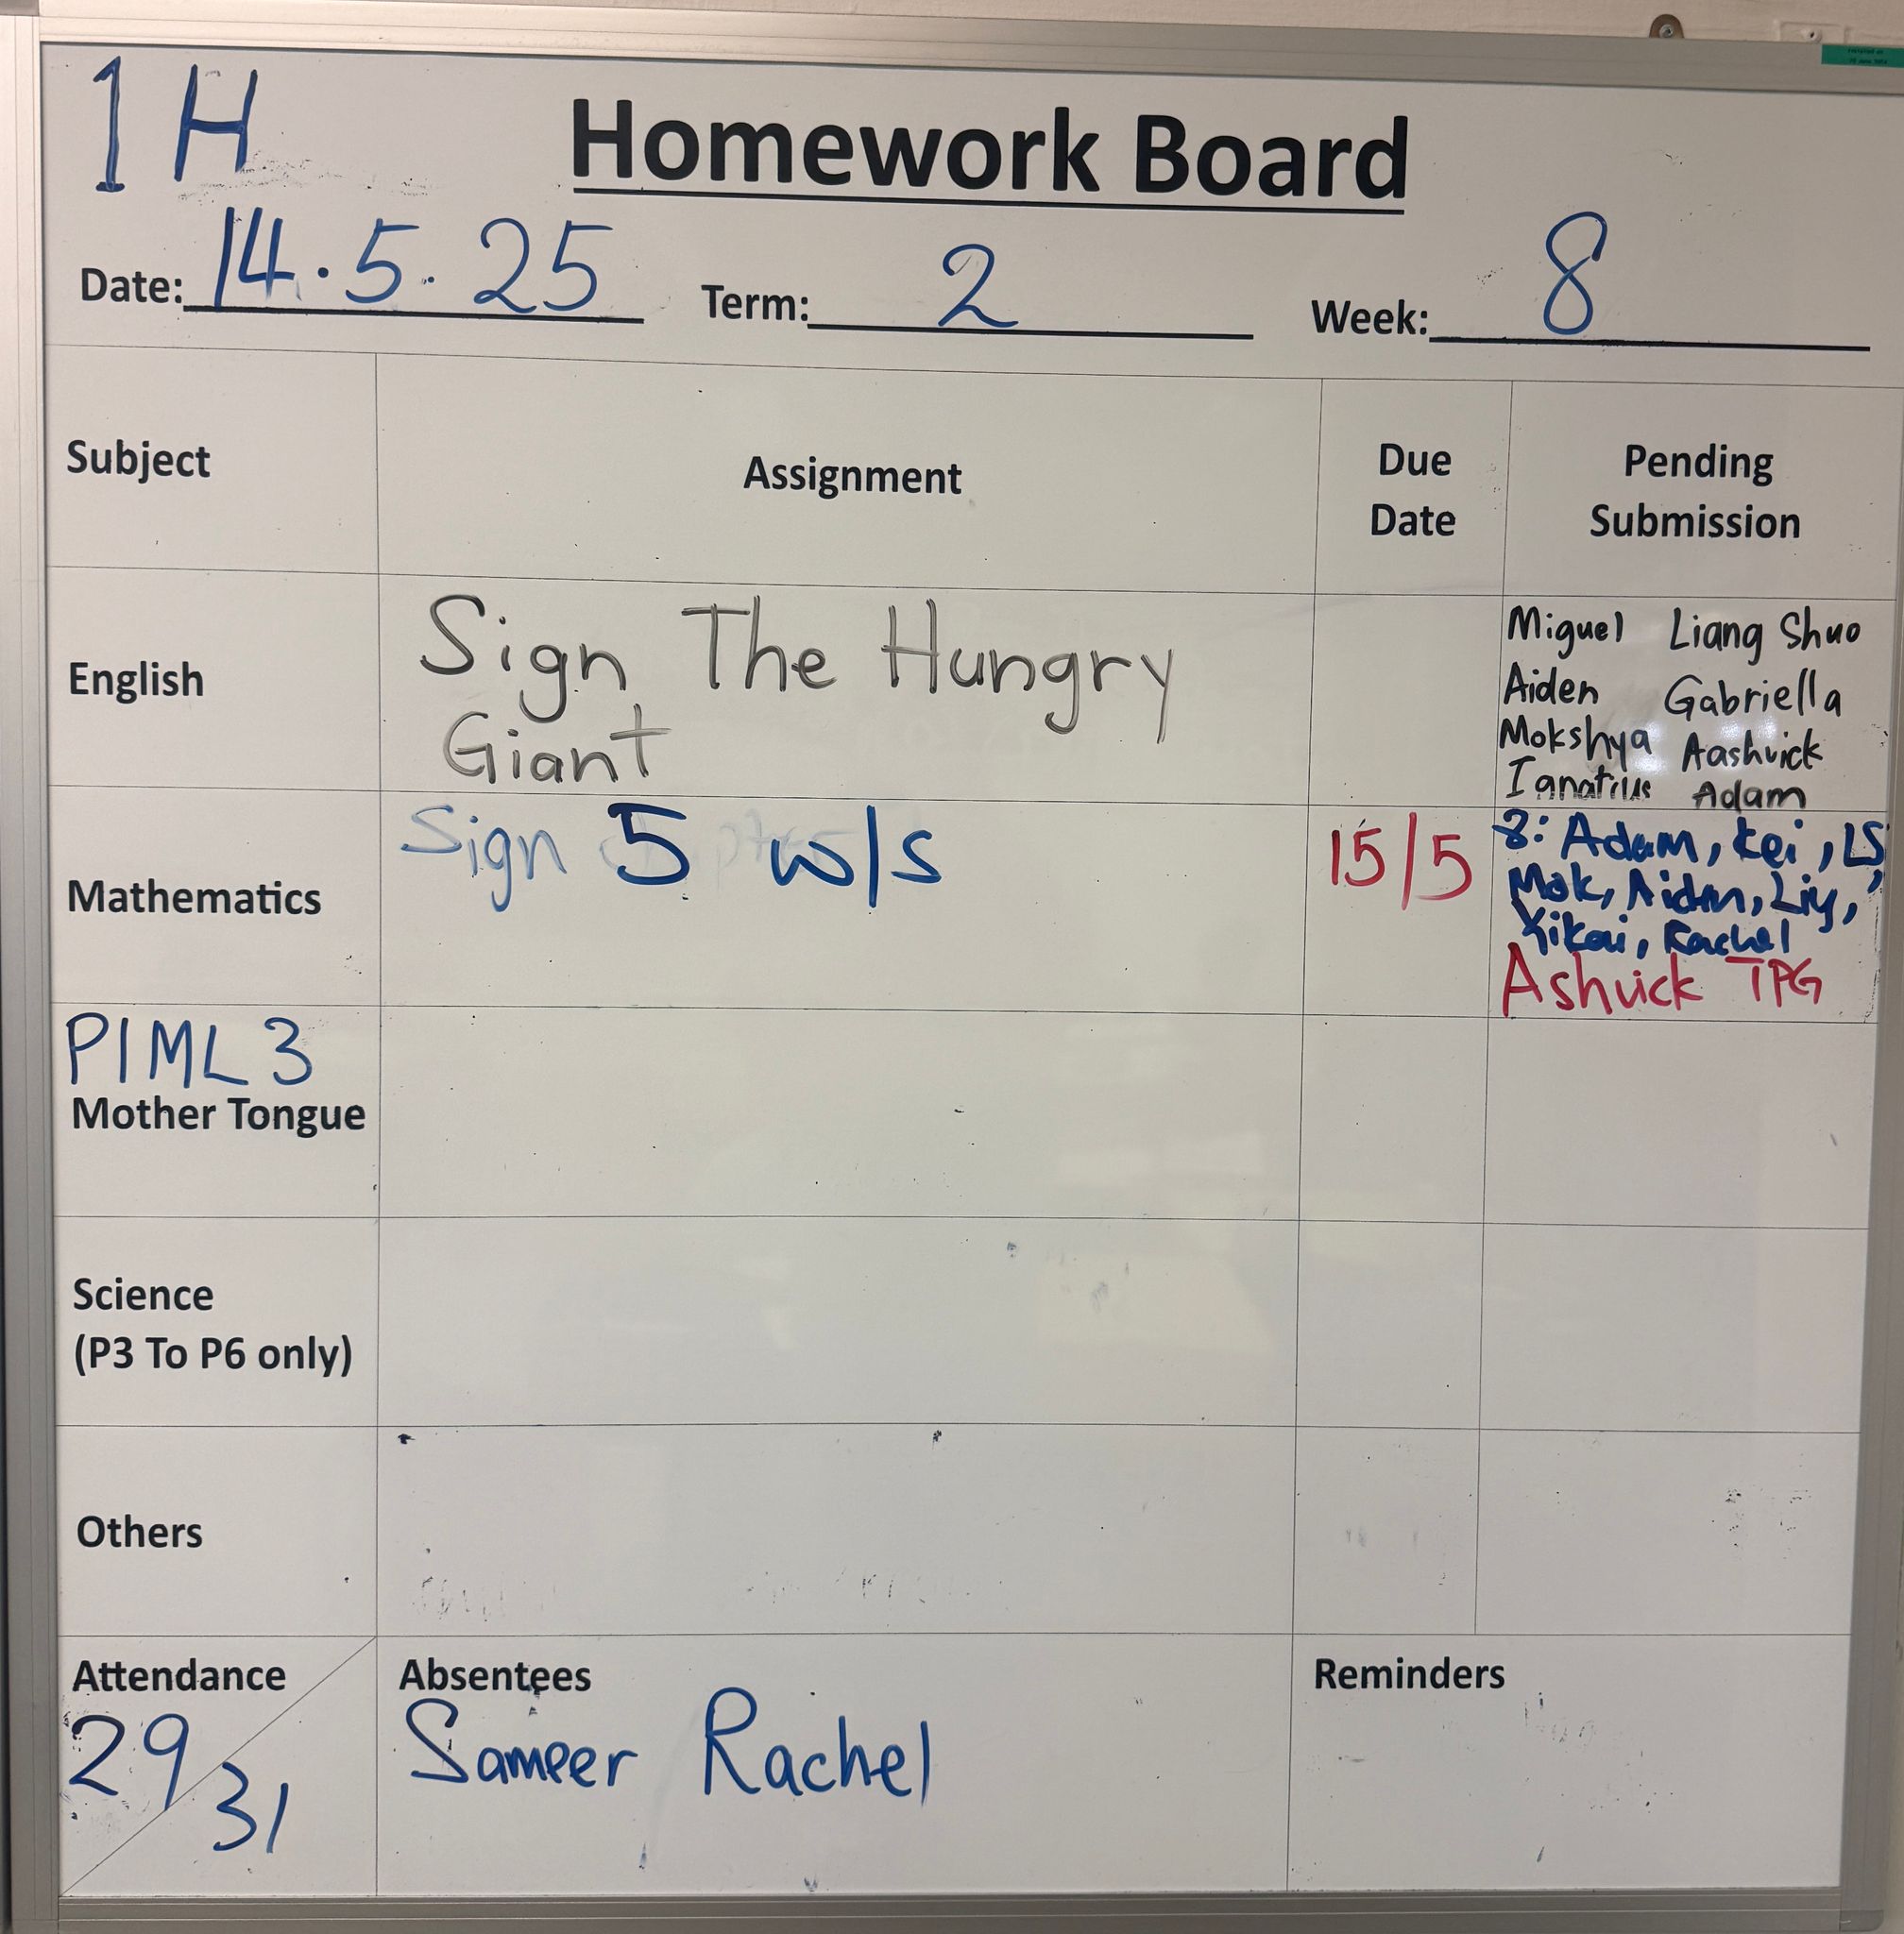 1H
Homework Board
Date: 14.5.25 Term: 2 Week: 8
Subject Assignment Due Date Pending Submission
English Sign The Hungry
Giant
Miguel Liang Shuo
Aiden Gabriella
Mokshya Aashvick
Ignatius Adam
Mathematics Sign 5 w/s 15/5
8: Adam, Kei, LS,
Mok, Aiden, Liy,
Yikai, Rachel
Ashvick TPG
P1ML3
Mother Tongue
Science
(P3 To P6 only)
Others
Attendance Absentees Reminders
29 Sameer Rachel
31